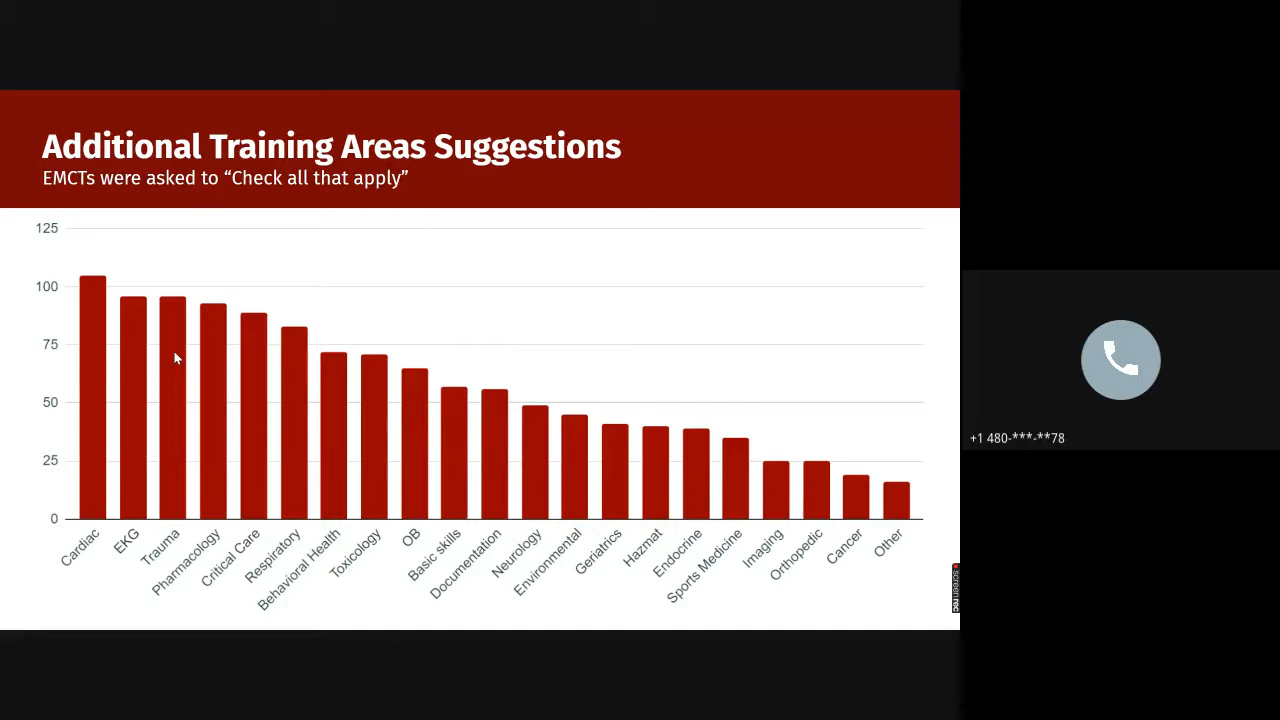 Additional Training Areas Suggestions
EMCTs were asked to “Check all that apply”
125
100
75
50
25
0
Cardiac
EKG
Trauma
Pharmacology
Critical Care
Respiratory
Behavioral Health
Toxicology
OB
Basic skills
Documentation
Neurology
Environmental
Geriatrics
Hazmat
Endocrine
Sports Medicine
Imaging
Orthopedic
Cancer
Other
+1 480-***-**78